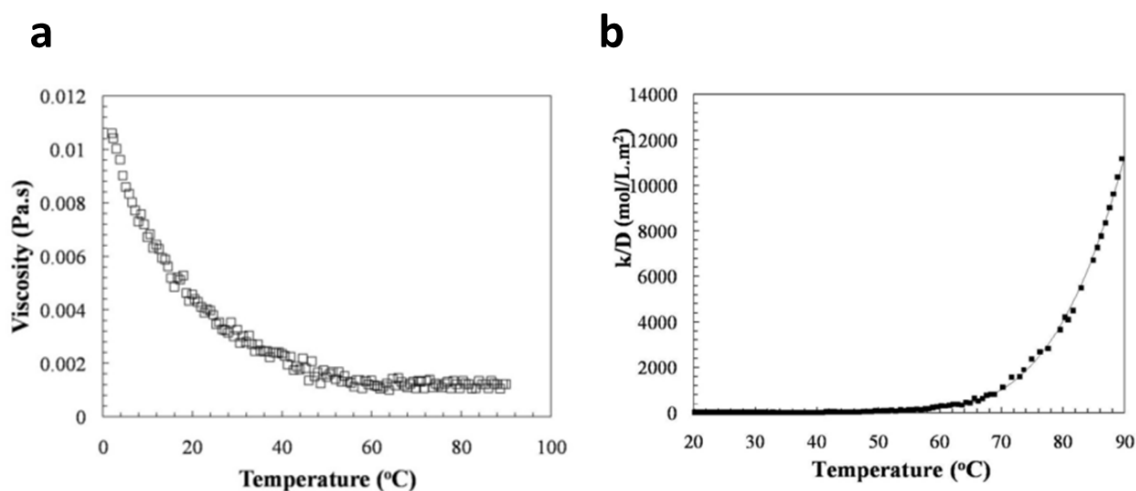 a
b
0.012
0.01
0.008
0.006
0.004
0.002
0
Viscosity (Pa.s)
0 20 40 60 80 100
Temperature (°C)
14000
12000
10000
8000
6000
4000
2000
0
k/D (mol/L.m²)
20 30 40 50 60 70 80 90
Temperature (°C)